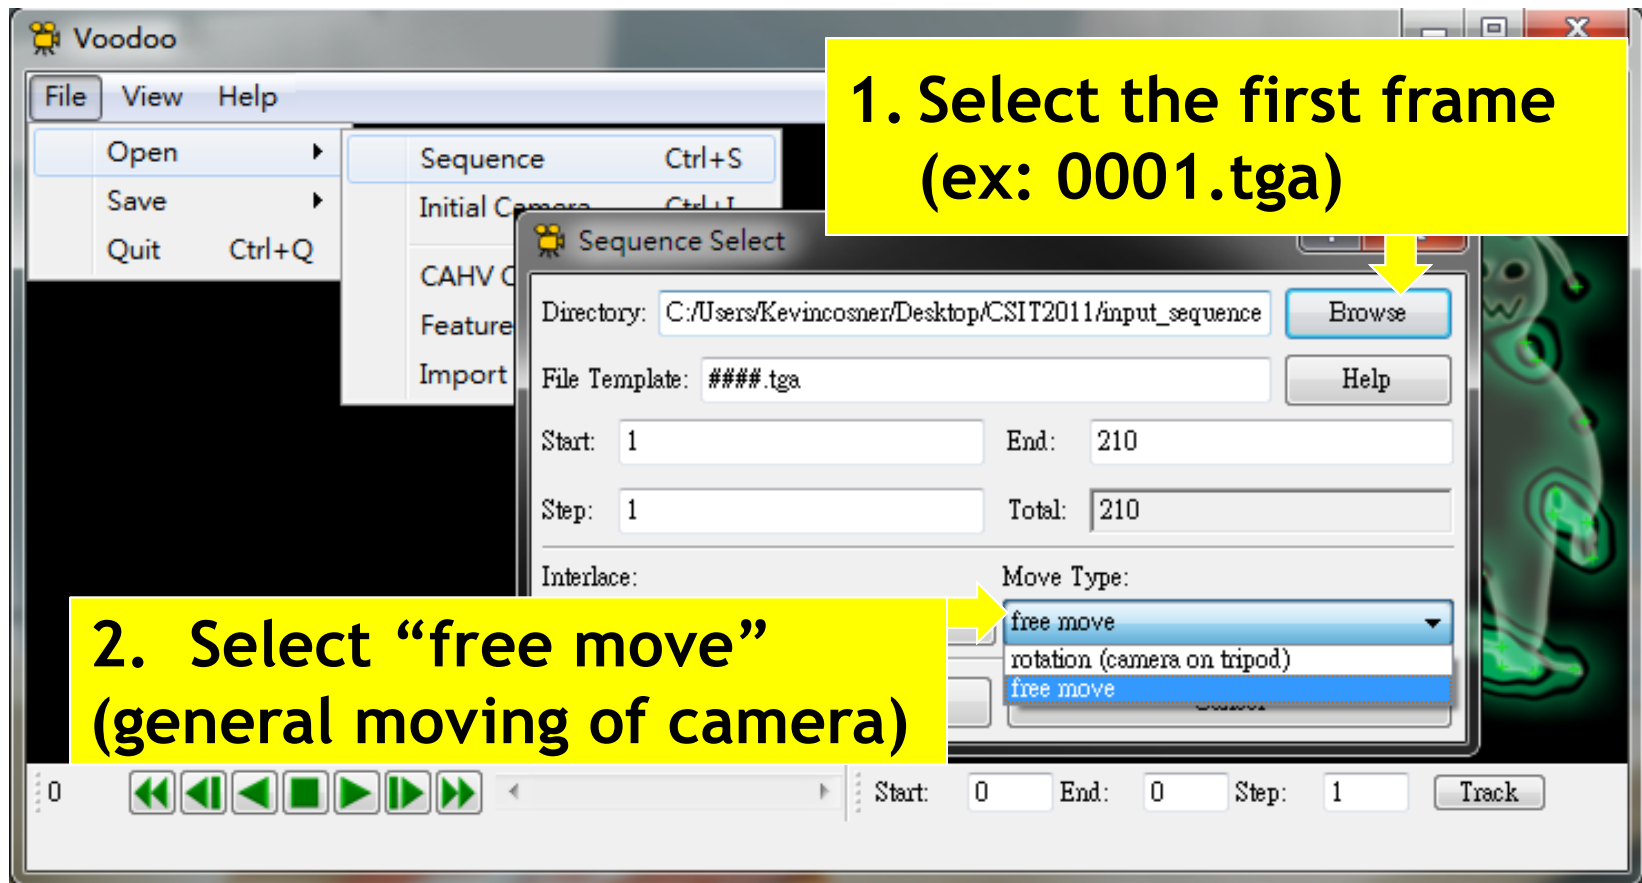 Voodoo
File View Help
Open
Save
Quit Ctrl+Q
Sequence Ctrl+S
Initial Camera Ctrl+I
CAHV
Feature
Import
1. Select the first frame
(ex: 0001.tga)
Sequence Select
Directory: C:/Users/Kevincosner/Desktop/CSIT2011/input_sequence Browse
File Template: ####.tga Help
Start: 1 End: 210
Step: 1 Total: 210
Interlace: Move Type:
free move
rotation (camera on tripod)
free move
2. Select “free move”
(general moving of camera)
0 Start: 0 End: 0 Step: 1 Track